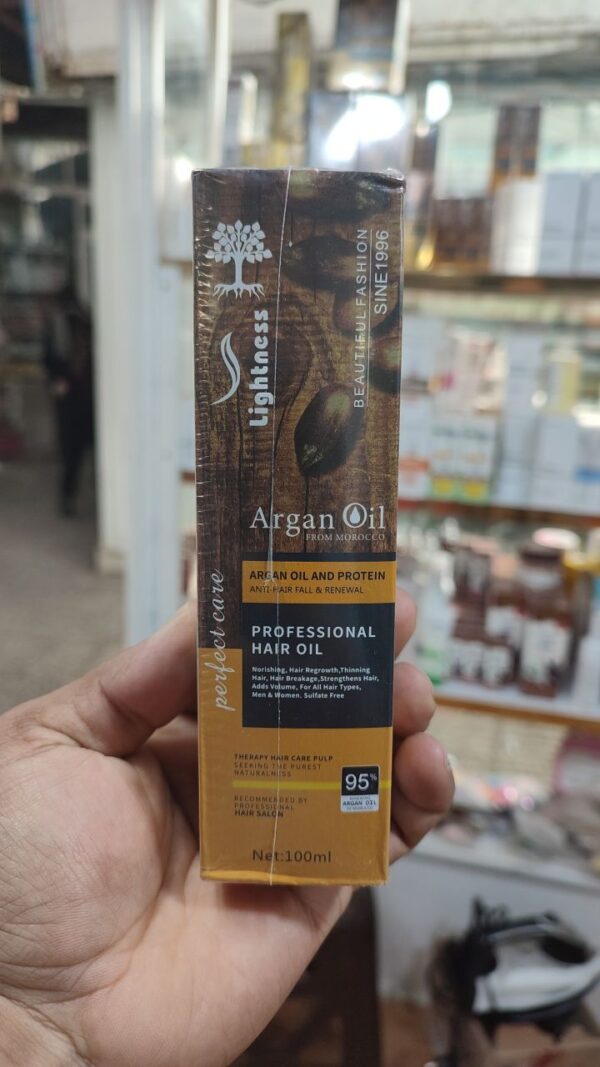 Lightness
BEAUTIFULFASHION
SINE1996
Argan Oil
FROM MOROCCO
ARGAN OIL AND PROTEIN
ANTI-HAIR FALL & RENEWAL
perfect care
PROFESSIONAL
HAIR OIL
Norishing, Hair Regrowth,Thinning
Hair, Hair Breakage,Strengthens Hair,
Adds Volume, For All Hair Types,
Men & Women. Sulfate Free
THERAPY HAIR CARE PULP
SEEKING THE PUREST
NATURALNESS
95%
ARGAN OIL
RECOMMENDED BY
PROFESSIONAL
HAIR SALON
Net:100ml